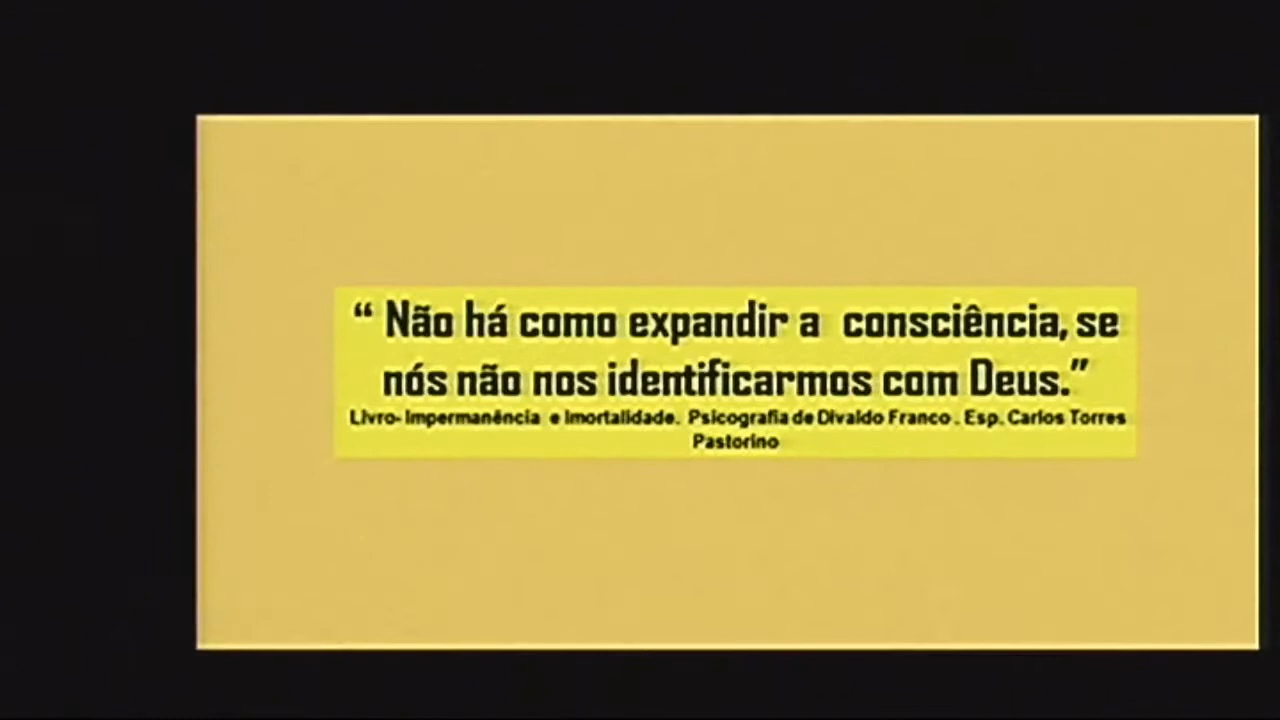 “ Não há como expandir a consciência, se
nós não nos identificarmos com Deus.”
Livro- Impermanência e Imortalidade. Psicografia de Divaldo Franco . Esp. Carlos Torres
Pastorino